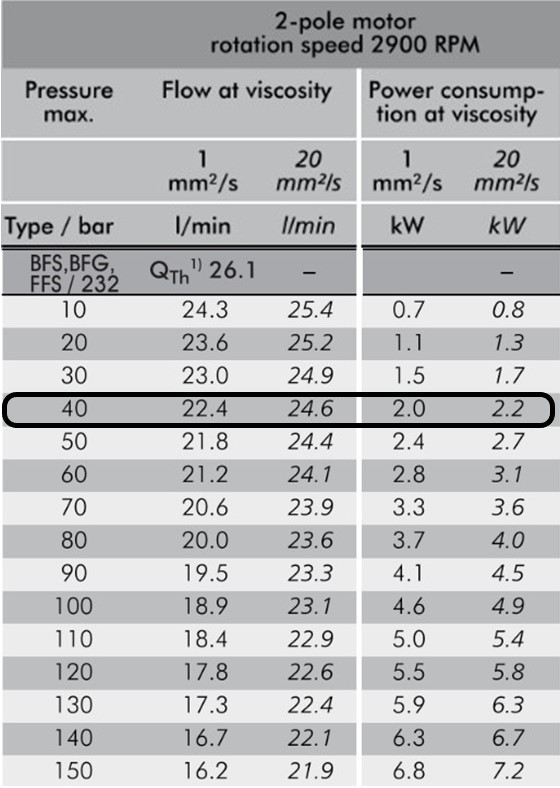 2-pole motor
rotation speed 2900 RPM
Pressure max. Flow at viscosity Power consump-
tion at viscosity
1 mm²/s 20 mm²/s 1 mm²/s 20 mm²/s
Type / bar l/min l/min kW kW
BFS,BFG, FFS / 232 QTh¹⁾ 26.1 – –
10 24.3 25.4 0.7 0.8
20 23.6 25.2 1.1 1.3
30 23.0 24.9 1.5 1.7
40 22.4 24.6 2.0 2.2
50 21.8 24.4 2.4 2.7
60 21.2 24.1 2.8 3.1
70 20.6 23.9 3.3 3.6
80 20.0 23.6 3.7 4.0
90 19.5 23.3 4.1 4.5
100 18.9 23.1 4.6 4.9
110 18.4 22.9 5.0 5.4
120 17.8 22.6 5.5 5.8
130 17.3 22.4 5.9 6.3
140 16.7 22.1 6.3 6.7
150 16.2 21.9 6.8 7.2